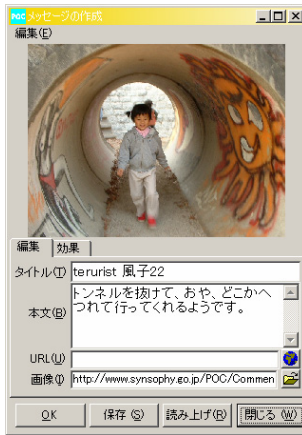 POC メッセージの作成
編集(E)
編集 効果
タイトル(T) terurist 風子22
本文(B) トンネルを抜けて、おや、どこかへ
つれて行ってくれるようです。
URL(U)
画像(I) http://www.synsophy.go.jp/POC/Commen
OK 保存(S) 読み上げ(R) 閉じる(W)